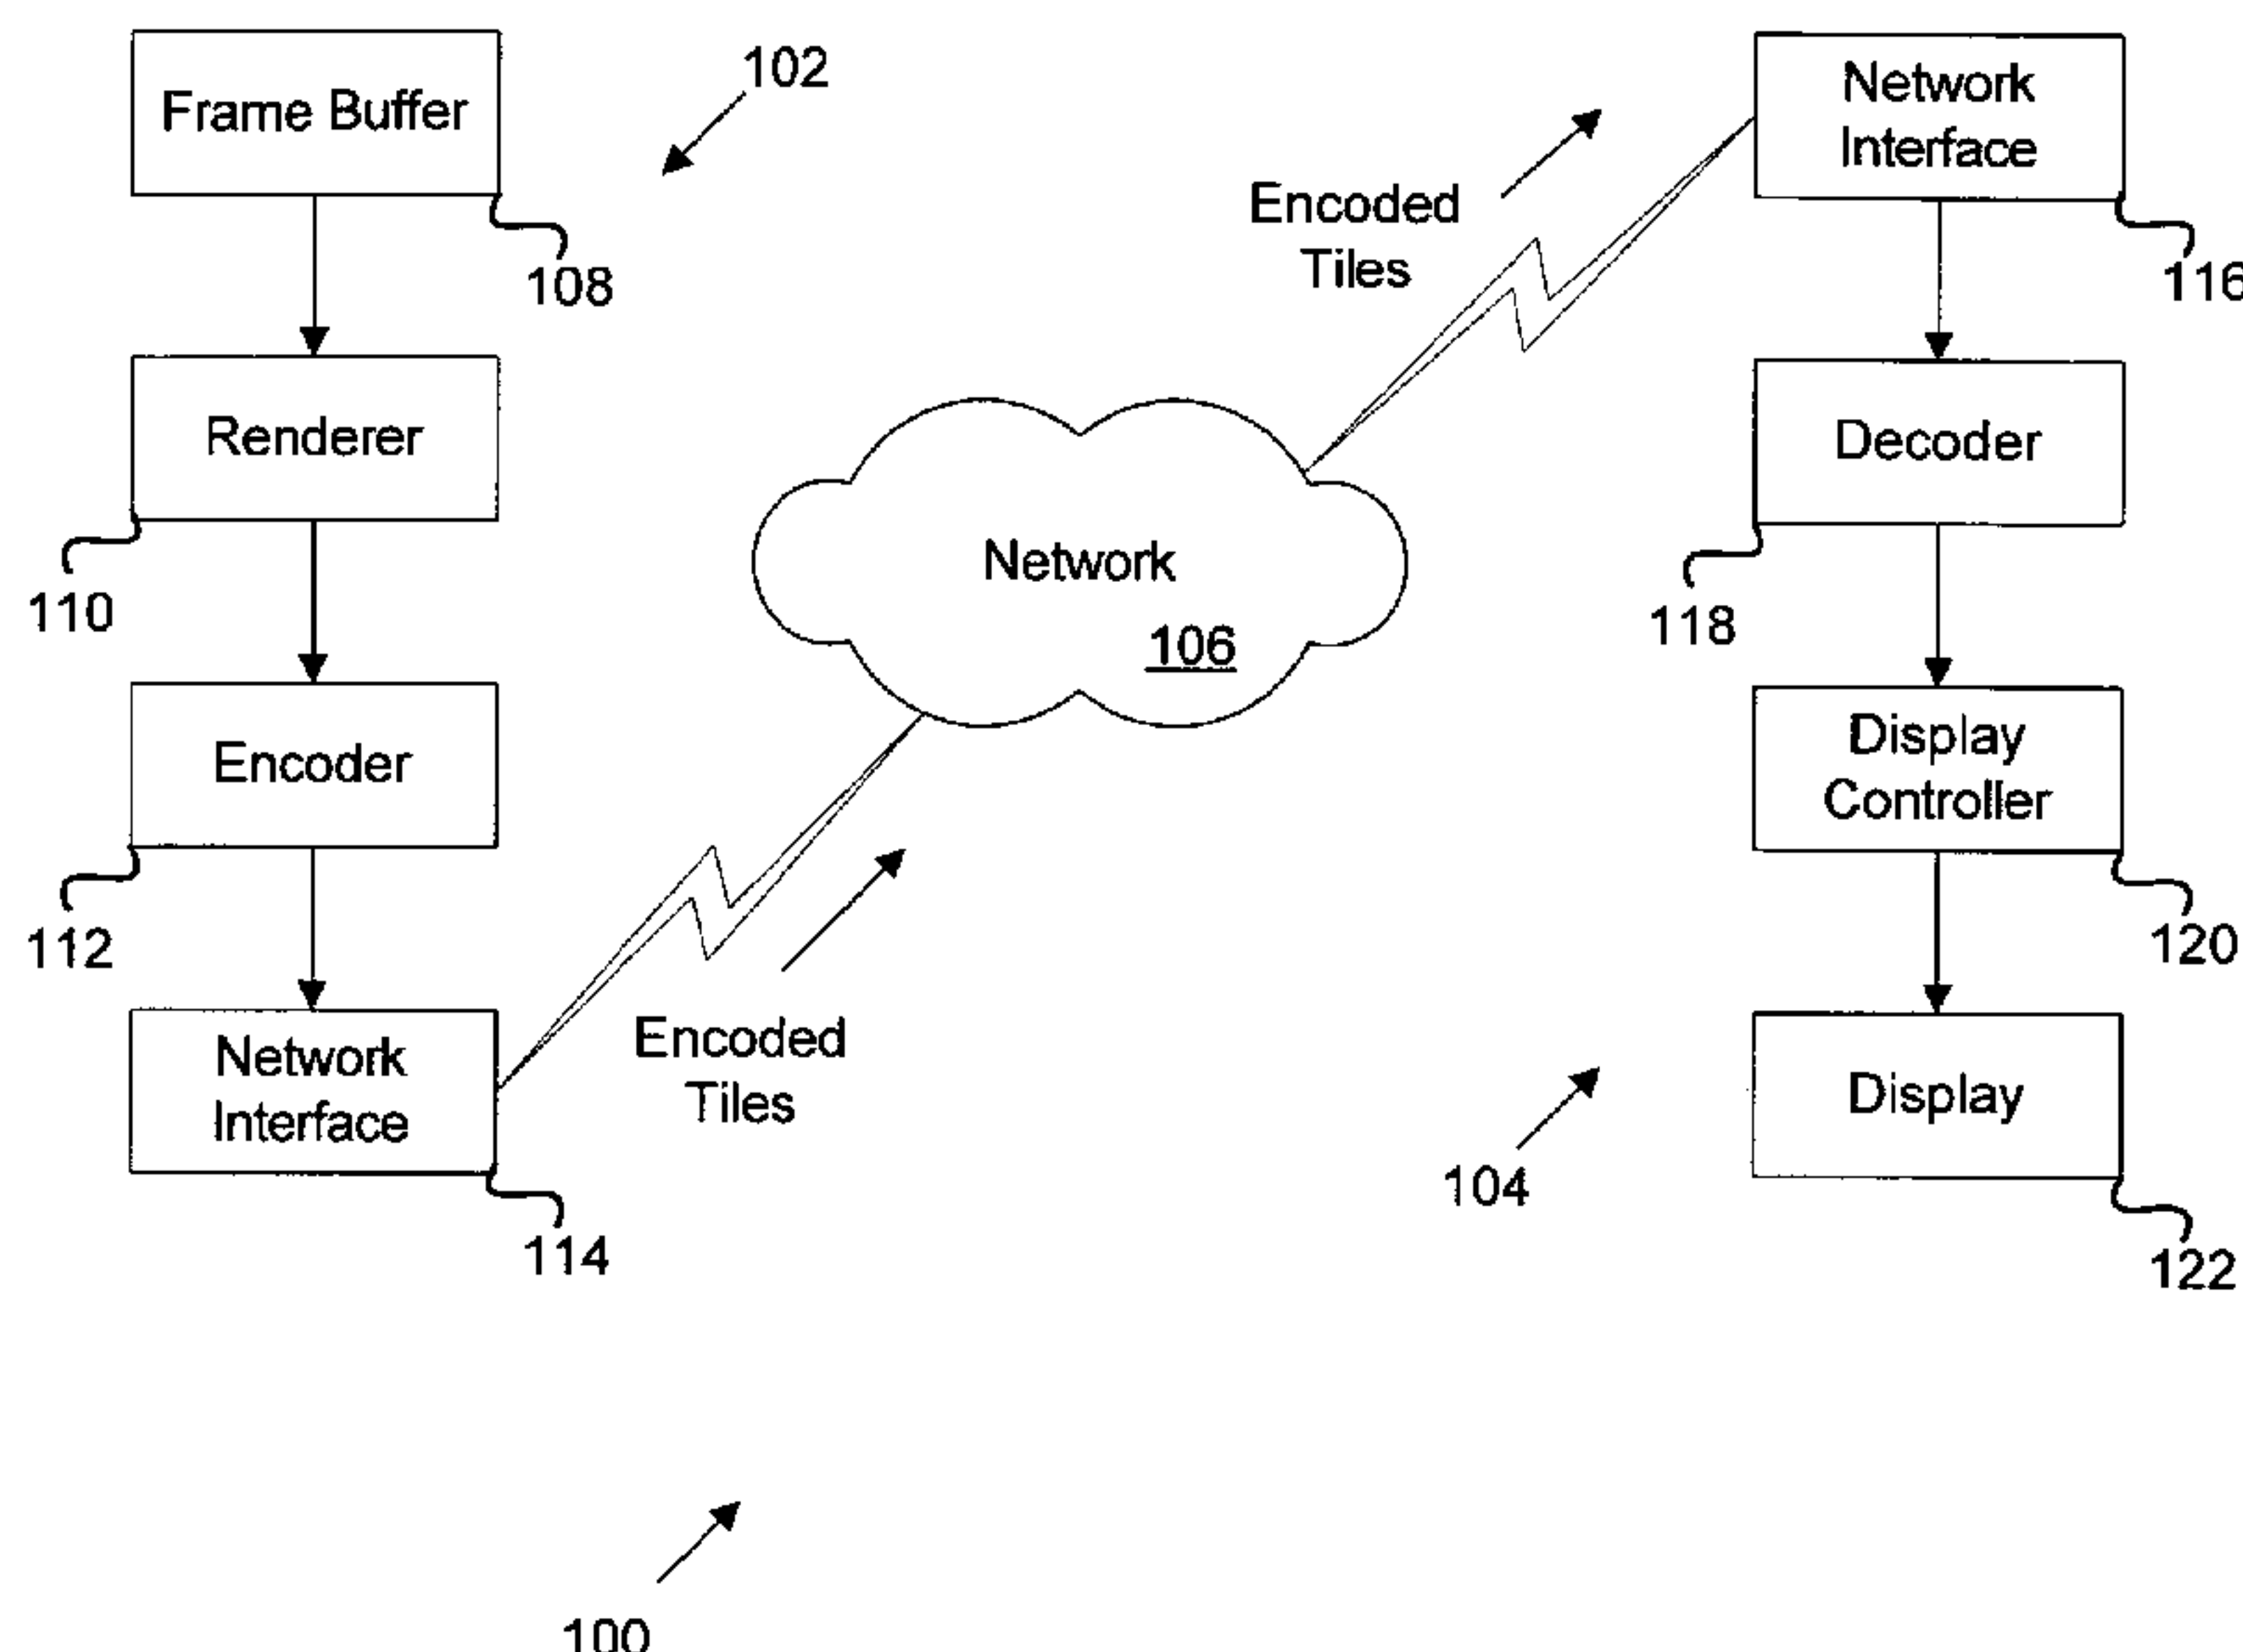 Frame Buffer
108
102
Renderer
110
Encoder
112
Network
Interface
114
Encoded
Tiles
Network
106
Encoded
Tiles
Network
Interface
116
Decoder
118
Display
Controller
120
Display
122
104
100